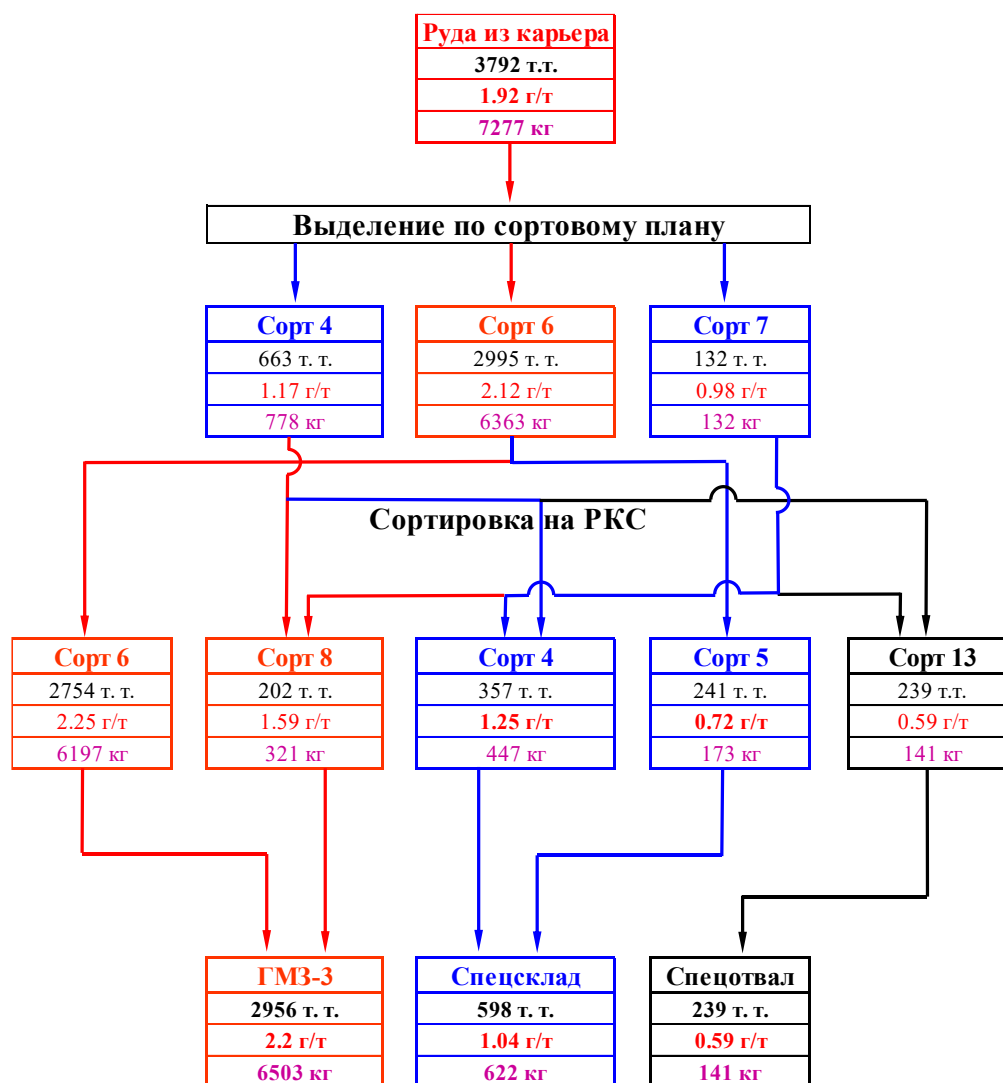 Руда из карьера
3792 т.т.
1.92 г/т
7277 кг
Выделение по сортовому плану
Сорт 4
663 т. т.
1.17 г/т
778 кг
Сорт 6
2995 т. т.
2.12 г/т
6363 кг
Сорт 7
132 т. т.
0.98 г/т
132 кг
Сортировка на РКС
Сорт 6
2754 т. т.
2.25 г/т
6197 кг
Сорт 8
202 т. т.
1.59 г/т
321 кг
Сорт 4
357 т. т.
1.25 г/т
447 кг
Сорт 5
241 т. т.
0.72 г/т
173 кг
Сорт 13
239 т.т.
0.59 г/т
141 кг
ГМЗ-3
2956 т. т.
2.2 г/т
6503 кг
Спецсклад
598 т. т.
1.04 г/т
622 кг
Спецотвал
239 т. т.
0.59 г/т
141 кг